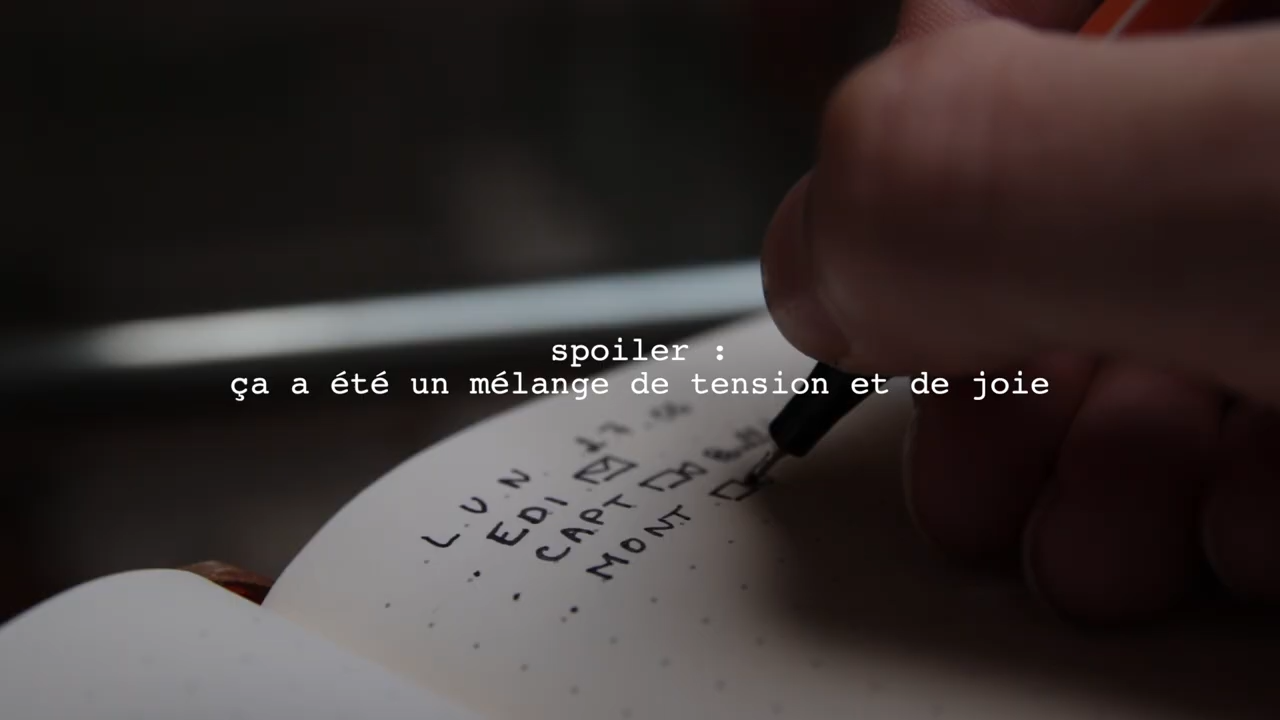 spoiler :
ça a été un mélange de tension et de joie
LUN
EDI
CAPT
MONT